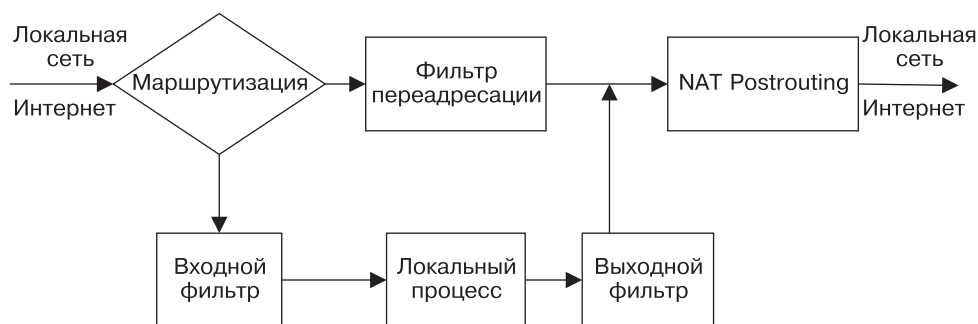 Локальная
сеть
Интернет
Маршрутизация
Фильтр
переадресации
NAT Postrouting
Локальная
сеть
Интернет
Входной
фильтр
Локальный
процесс
Выходной
фильтр